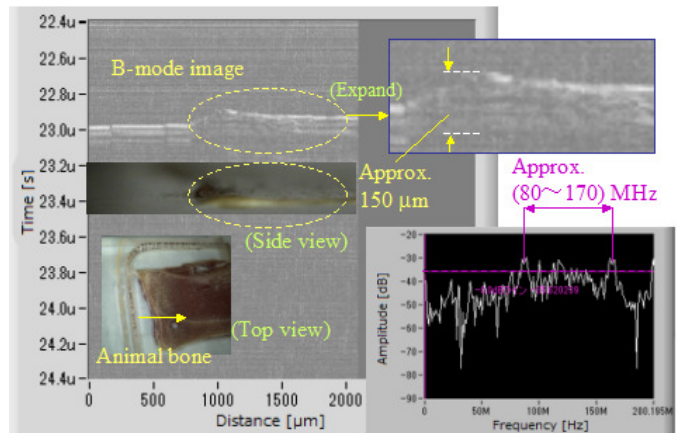 22.4u
22.6u
22.8u
23.0u
23.2u
23.4u
23.6u
23.8u
24.0u
24.2u
24.4u
Time [s]
B-mode image
(Expand)
Approx.
150 µm
Approx.
(80～170) MHz
(Side view)
(Top view)
Animal bone
0
500
1000
1500
2000
Distance [µm]
-20
-30
-40
-50
-60
-70
-80
-90
Amplitude [dB]
0
50M
100M
150M
200.195M
Frequency [Hz]